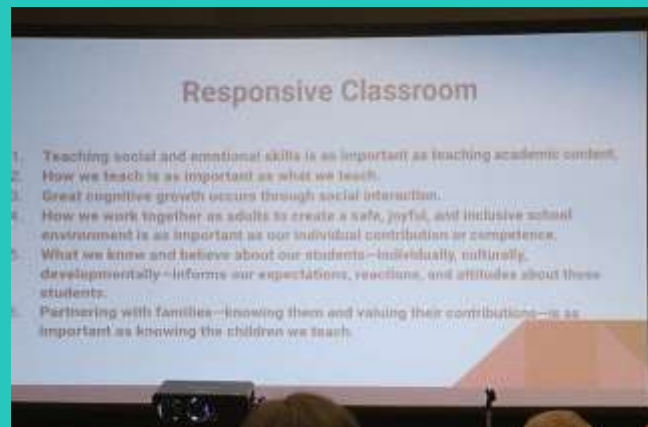 Responsive Classroom
1. Teaching social and emotional skills is as important as teaching academic content.
2. How we teach is as important as what we teach.
3. Great cognitive growth occurs through social interaction.
4. How we work together as adults to create a safe, joyful, and inclusive school
environment is as important as our individual contribution or competence.
5. What we know and believe about our students—individually, culturally,
developmentally—informs our expectations, reactions, and attitudes about those
students.
6. Partnering with families—knowing them and valuing their contributions—is as
important as knowing the children we teach.